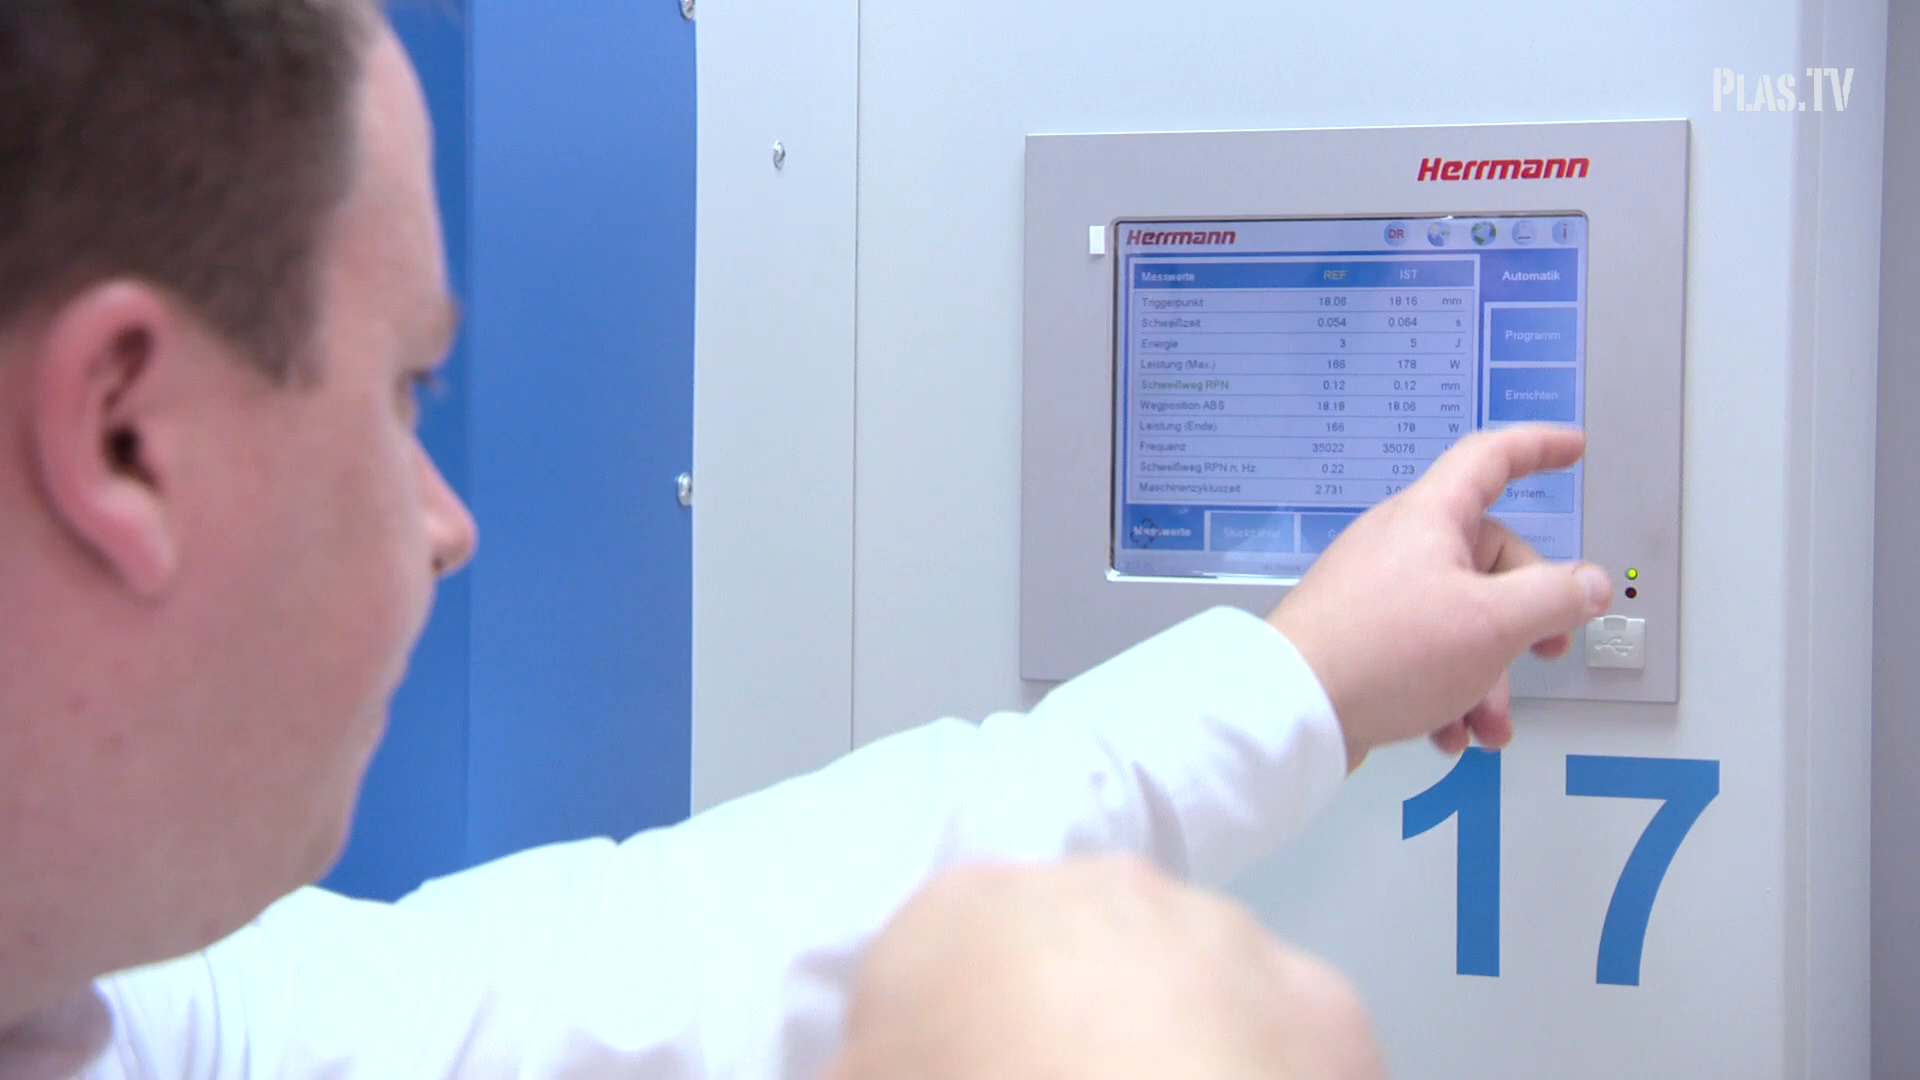 PLAS.TV
Herrmann
Herrmann
DR
i
Messwerte REF IST
Automatik
Triggerpunkt 18.06 18.16 mm
Schweißzeit 0.054 0.064 s
Programm
Energie 3 5 J
Leistung (Max.) 166 178 W
Schweißweg RPN 0.12 0.12 mm
Einrichten
Wegposition ABS 18.18 18.06 mm
Leistung (Ende) 166 178 W
Frequenz 35022 35076
Schweißweg RPN n. Hz 0.22 0.23
Maschinenzykluszeit 2.731
System...
Messwerte
17